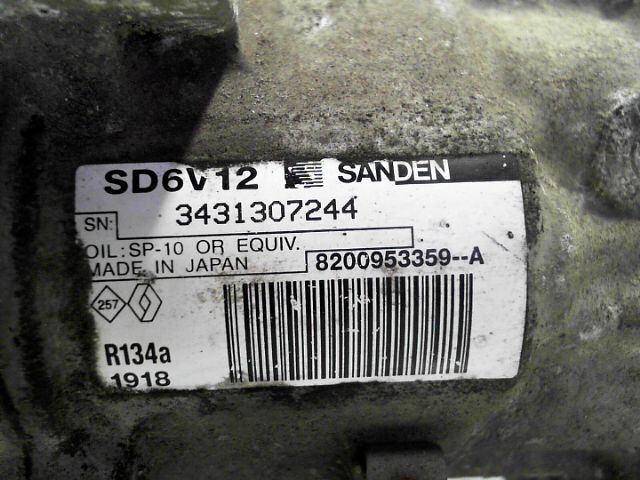 SD6V12 SANDEN
SN: 3431307244
OIL:SP-10 OR EQUIV.
MADE IN JAPAN 8200953359--A
257
R134a
1918